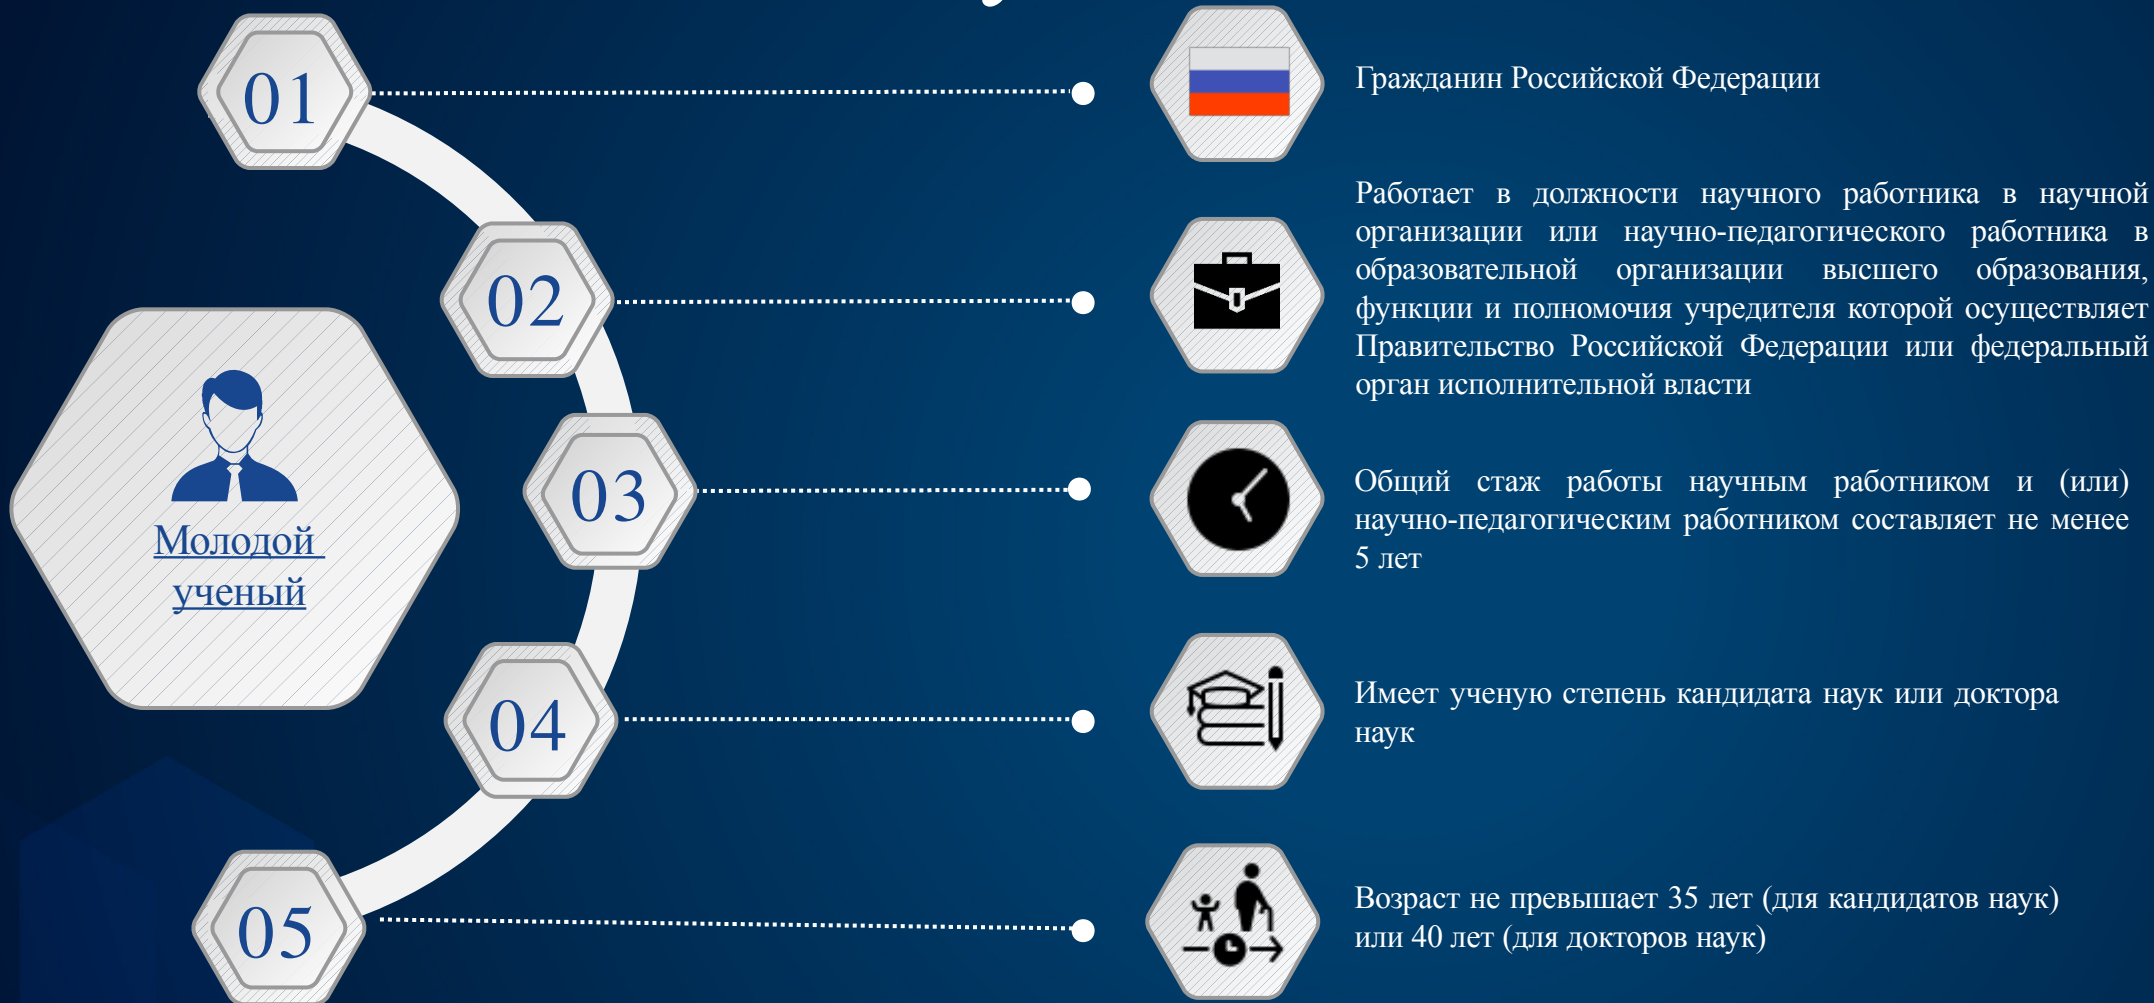 01
Гражданин Российской Федерации
02
Работает в должности научного работника в научной
организации или научно-педагогического работника в
образовательной организации высшего образования,
функции и полномочия учредителя которой осуществляет
Правительство Российской Федерации или федеральный
орган исполнительной власти
Молодой
ученый
03
Общий стаж работы научным работником и (или)
научно-педагогическим работником составляет не менее
5 лет
04
Имеет ученую степень кандидата наук или доктора
наук
05
Возраст не превышает 35 лет (для кандидатов наук)
или 40 лет (для докторов наук)